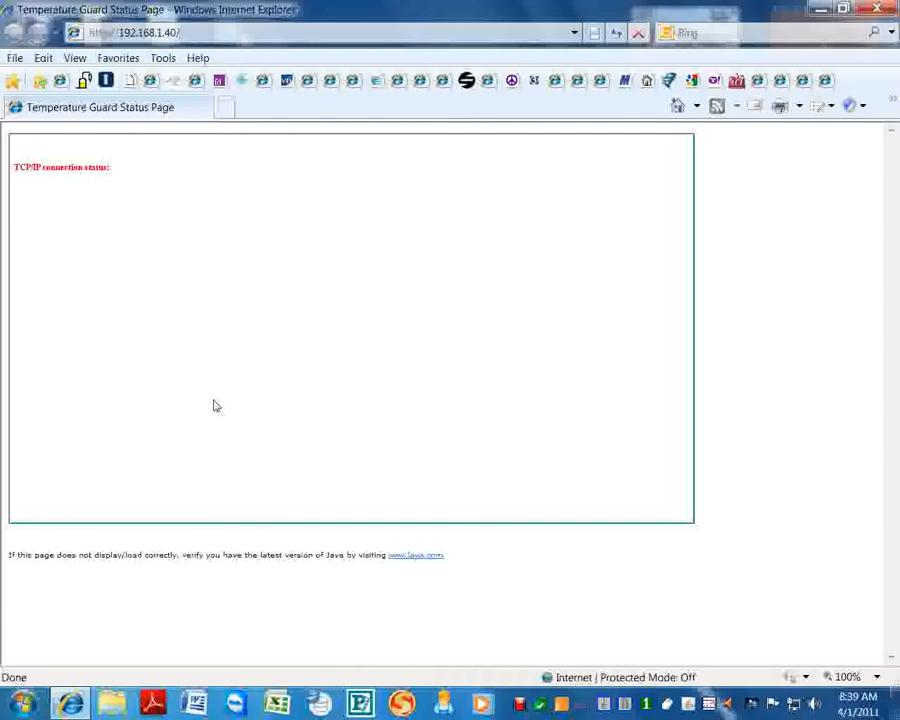 Temperature Guard Status Page - Windows Internet Explorer
http://192.168.1.40/
Bing
File Edit View Favorites Tools Help
Temperature Guard Status Page
TCP/IP connection status:
If this page does not display/load correctly, verify you have the latest version of Java by visiting www.java.com.
Done
Internet | Protected Mode: Off
100%
8:39 AM
4/1/2011